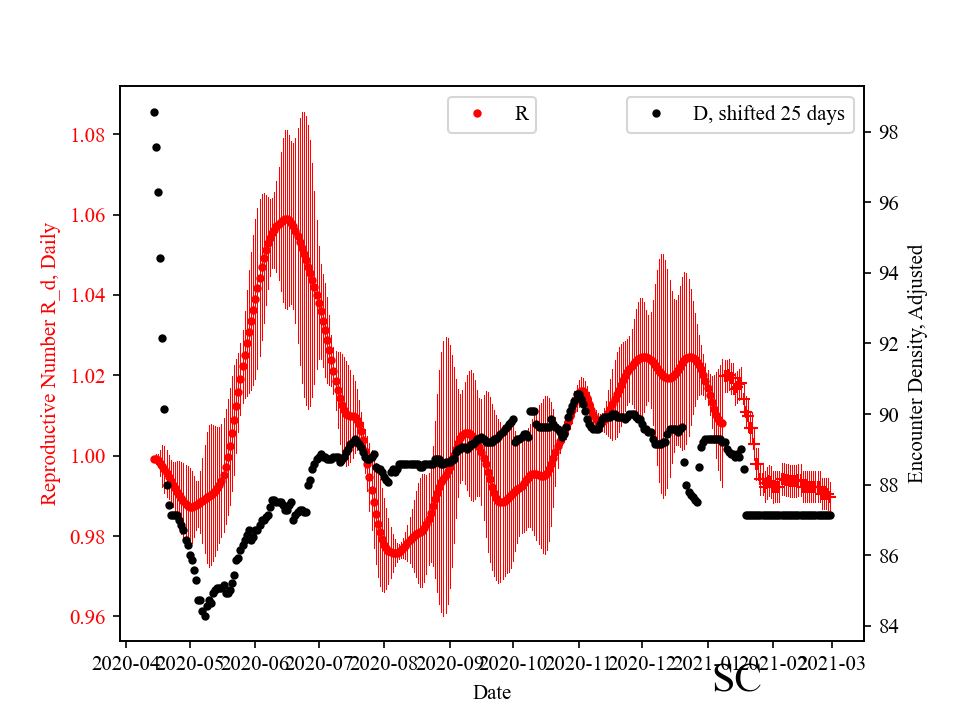 R
D, shifted 25 days
Reproductive Number R_d, Daily
1.08
1.06
1.04
1.02
1.00
0.98
0.96
98
96
94
92
90
88
86
84
Encounter Density, Adjusted
2020-04 2020-05 2020-06 2020-07 2020-08 2020-09 2020-10 2020-11 2020-12 2021-01 2021-02 2021-03
Date
SC